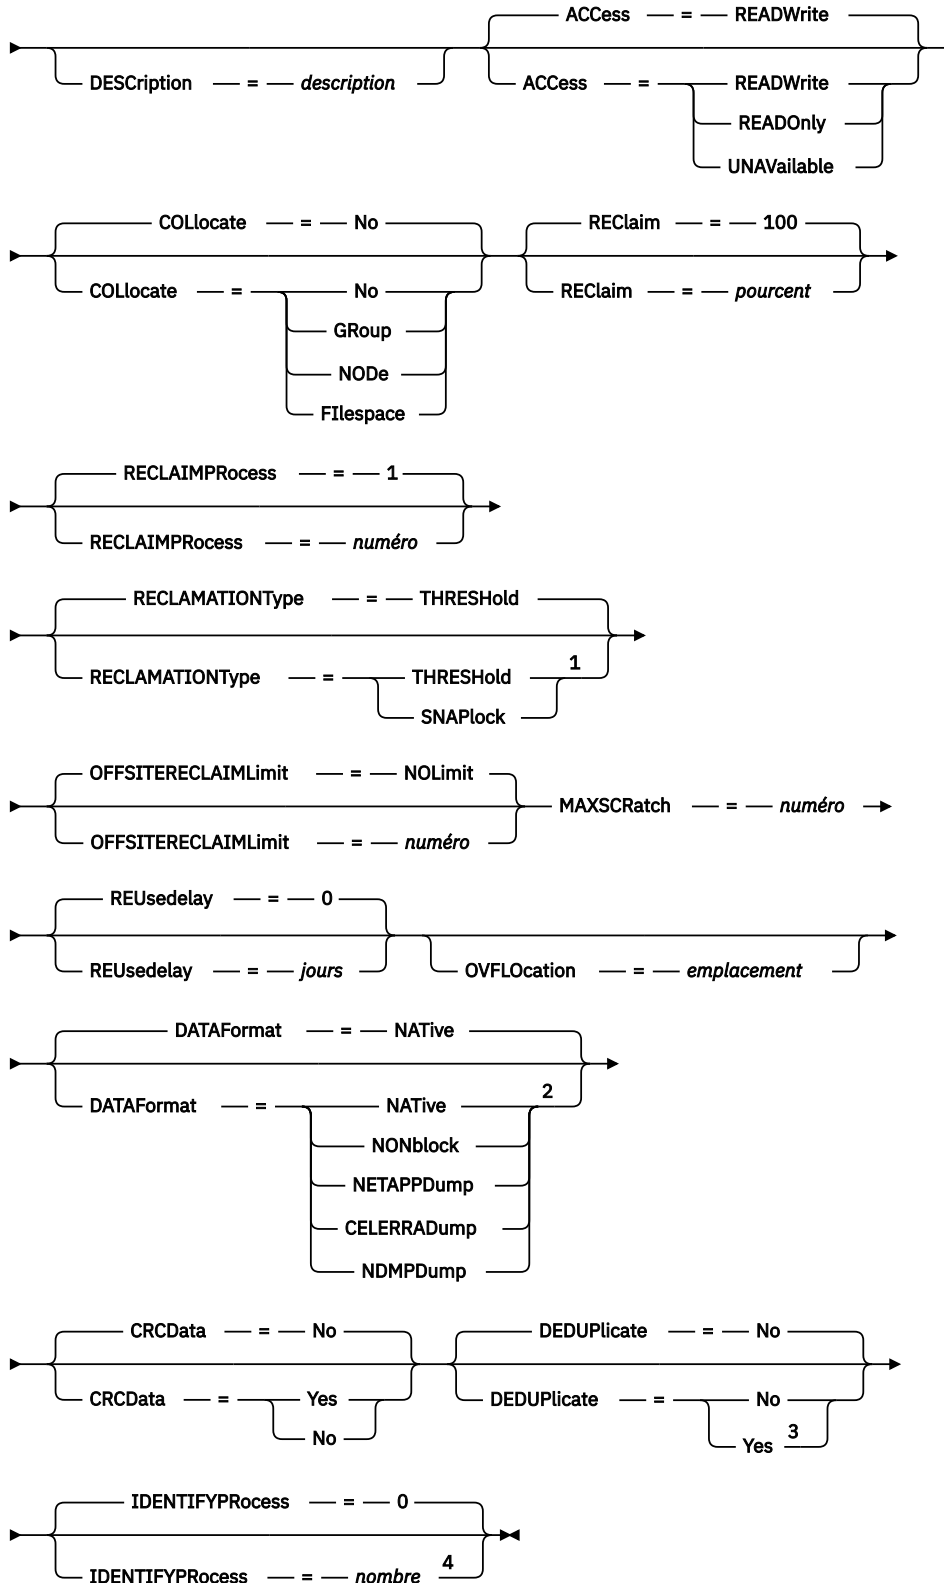 ACCess = READWrite
DESCription = description ACCess = READWrite
READOnly
UNAVailable
COLlocate = No REClaim = 100
COLlocate = No REClaim = pourcent
GRoup
NODe
FIlespace
RECLAIMPRocess = 1
RECLAIMPRocess = numéro
RECLAMATIONType = THRESHold
RECLAMATIONType = THRESHold 1
SNAPlock
OFFSITERECLAIMLimit = NOLimit
MAXSCRatch = numéro
OFFSITERECLAIMLimit = numéro
REUsedelay = 0
REUsedelay = jours OVFLOcation = emplacement
DATAFormat = NATive
DATAFormat = NATive 2
NONblock
NETAPPDump
CELERRADump
NDMPDump
CRCData = No DEDUPlicate = No
CRCData = Yes DEDUPlicate = No
No Yes 3
IDENTIFYPRocess = 0
IDENTIFYPRocess = nombre 4